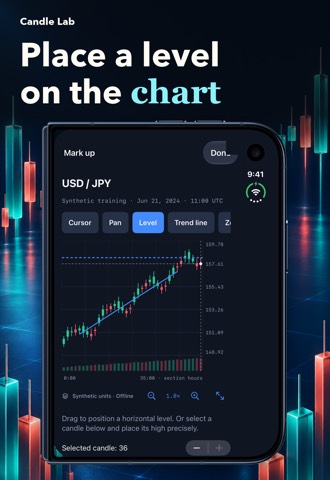 Candle Lab
Place a level
on the chart
Mark up
9:41
USD / JPY
Synthetic training · Jun 21, 2024 · 11:00 UTC
Cursor Pan Level Trend line
159.78
157.61
155.43
153.26
151.09
148.92
0:00 35:00 · section hours
Synthetic units · Offline 1.0×
Drag to position a horizontal level. Or select a
candle below and place its high precisely.
Selected candle: 36 − +